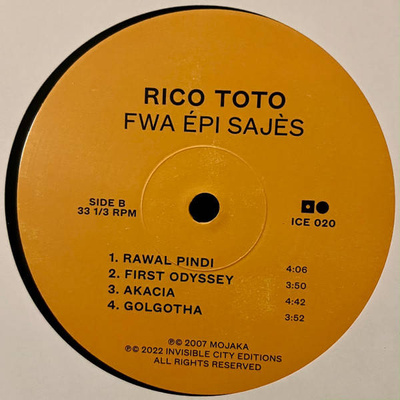 RICO TOTO
FWA ÉPI SAJÈS
SIDE B
33 1/3 RPM
ICE 020
1. RAWAL PINDI 4:06
2. FIRST ODYSSEY 3:50
3. AKACIA 4:42
4. GOLGOTHA 3:52
℗© 2007 MOJAKA
℗© 2022 INVISIBLE CITY EDITIONS
ALL RIGHTS RESERVED